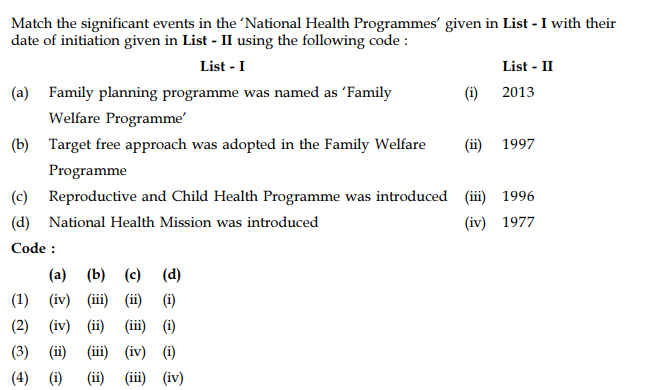 Match the significant events in the ‘National Health Programmes’ given in List - I with their
date of initiation given in List - II using the following code :
List - I List - II
(a) Family planning programme was named as ‘Family (i) 2013
Welfare Programme’
(b) Target free approach was adopted in the Family Welfare (ii) 1997
Programme
(c) Reproductive and Child Health Programme was introduced (iii) 1996
(d) National Health Mission was introduced (iv) 1977
Code :
(a) (b) (c) (d)
(1) (iv) (iii) (ii) (i)
(2) (iv) (ii) (iii) (i)
(3) (ii) (iii) (iv) (i)
(4) (i) (ii) (iii) (iv)